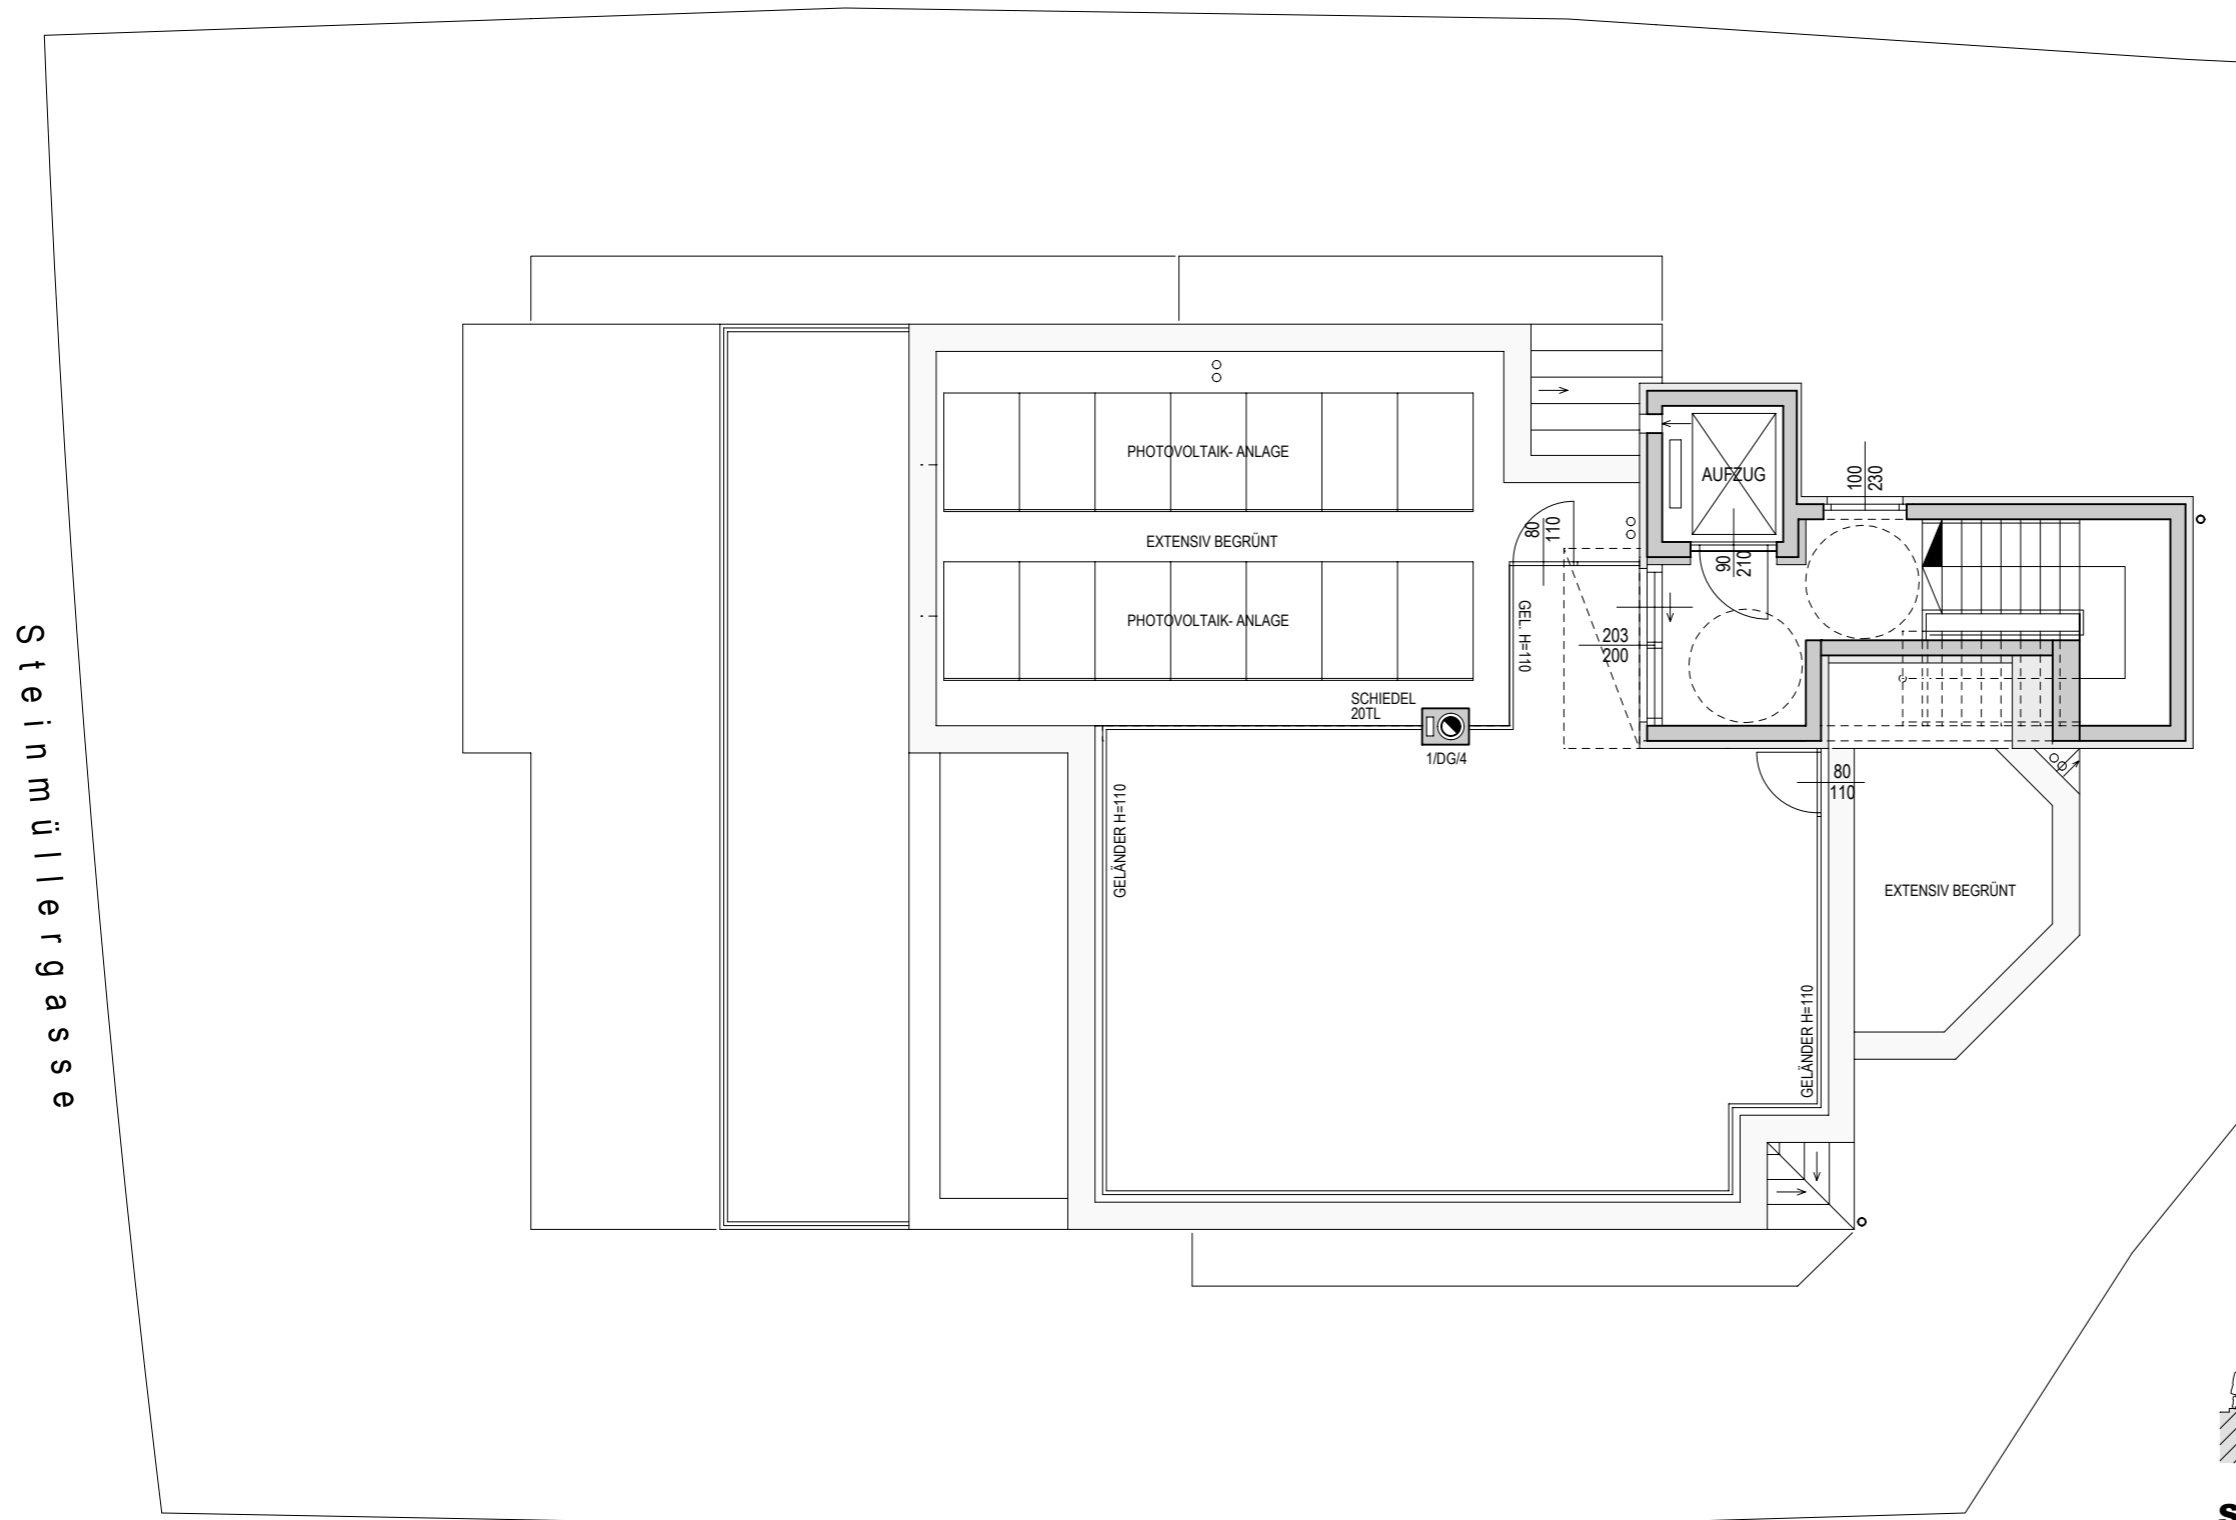 PHOTOVOLTAIK- ANLAGE
AUFZUG
100
230
80
110
EXTENSIV BEGRÜNT
90
210
PHOTOVOLTAIK- ANLAGE
GEL. H=110
203
200
SCHIEDEL
20TL
1/DG/4
80
110
GELÄNDER H=110
EXTENSIV BEGRÜNT
GELÄNDER H=110
Steinmüllergasse